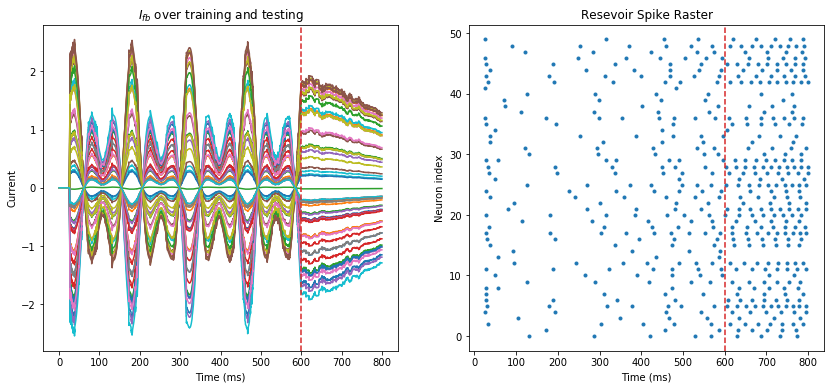 I_fb over training and testing
Current
2
1
0
−1
−2
0 100 200 300 400 500 600 700 800
Time (ms)
Resevoir Spike Raster
Neuron index
50
40
30
20
10
0
0 100 200 300 400 500 600 700 800
Time (ms)